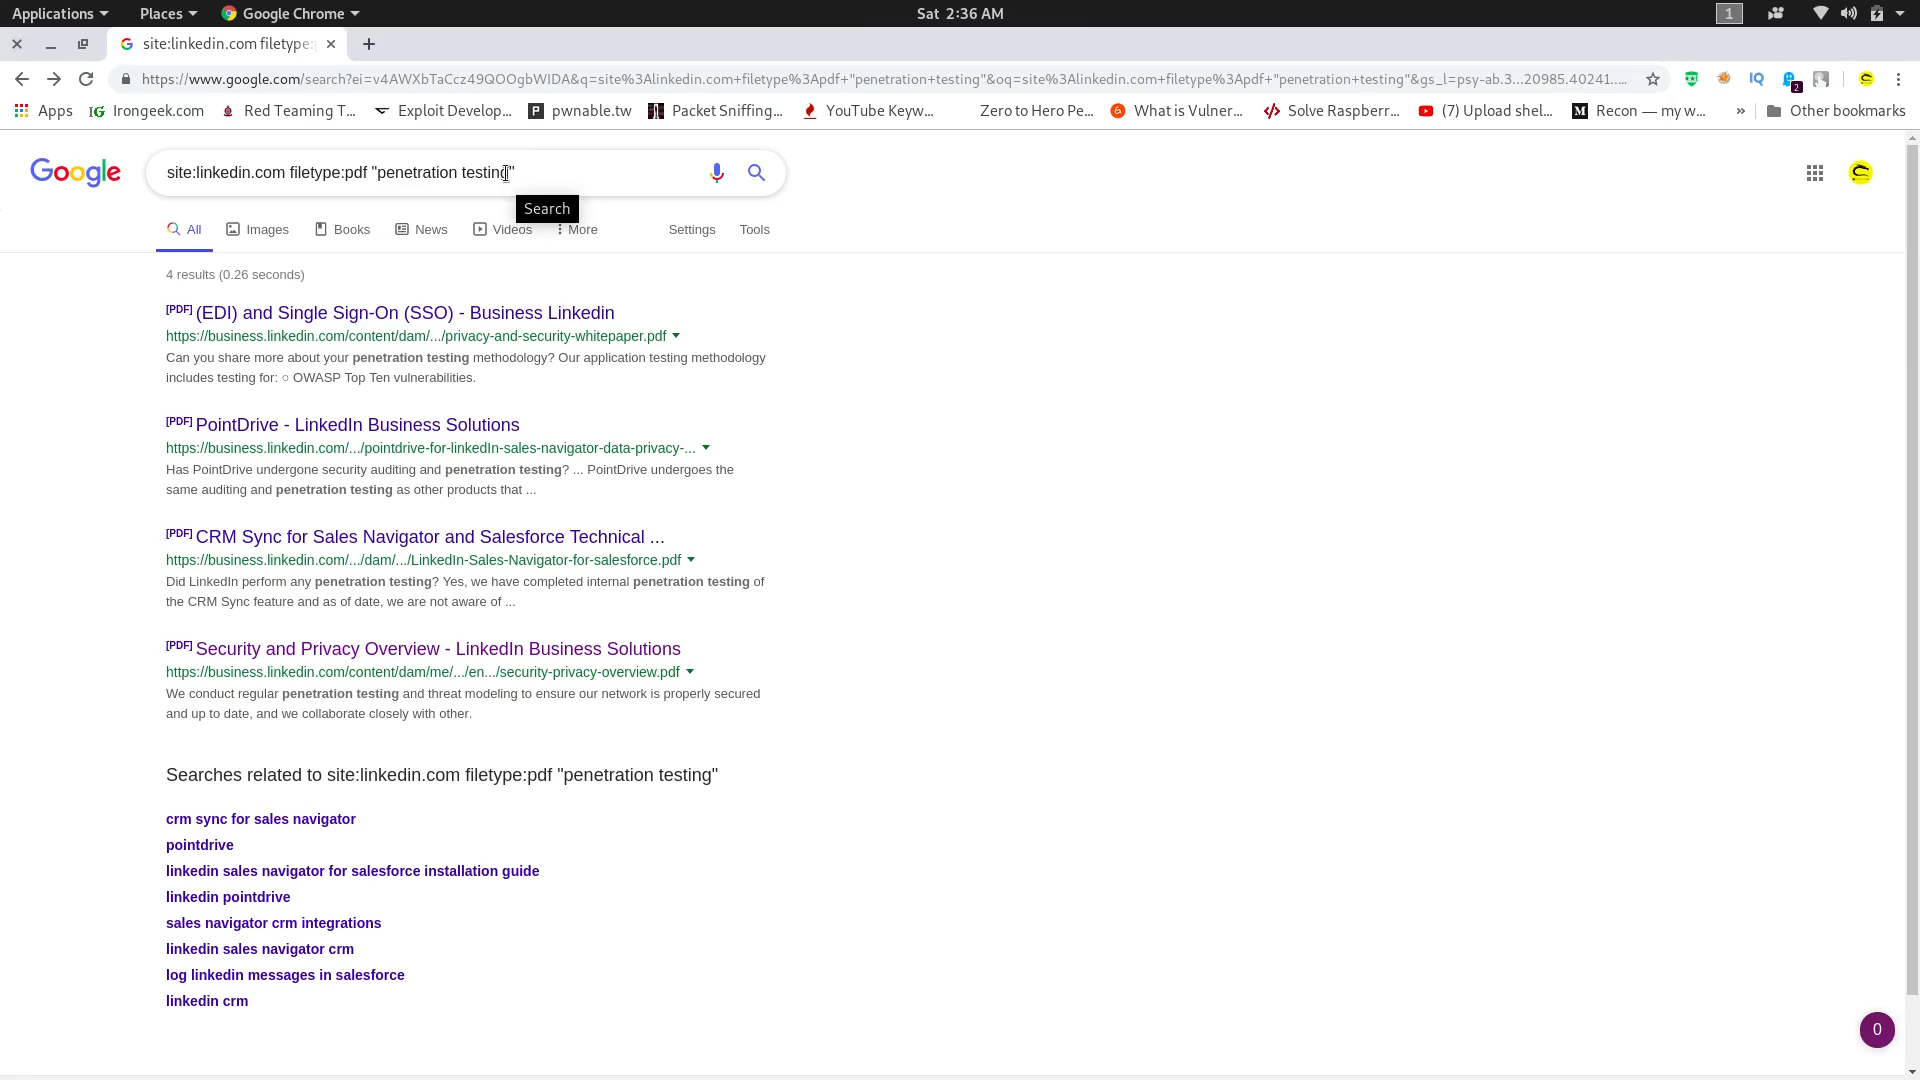 Applications Places Google Chrome Sat 2:36 AM 1
site:linkedin.com filetype:
https://www.google.com/search?ei=v4AWXbTaCcz49QOOgbWIDA&q=site%3Alinkedin.com+filetype%3Apdf+"penetration+testing"&oq=site%3Alinkedin.com+filetype%3Apdf+"penetration+testing"&gs_l=psy-ab.3...20985.40241..... IQ 2
Apps IG Irongeek.com Red Teaming T... Exploit Develop... P pwnable.tw Packet Sniffing... YouTube Keyw... Zero to Hero Pe... What is Vulner... Solve Raspberr... (7) Upload shel... M Recon — my w... » Other bookmarks
Google site:linkedin.com filetype:pdf "penetration testing"
Search
All Images Books News Videos More Settings Tools
4 results (0.26 seconds)
[PDF] (EDI) and Single Sign-On (SSO) - Business Linkedin
https://business.linkedin.com/content/dam/.../privacy-and-security-whitepaper.pdf
Can you share more about your penetration testing methodology? Our application testing methodology
includes testing for: ○ OWASP Top Ten vulnerabilities.
[PDF] PointDrive - LinkedIn Business Solutions
https://business.linkedin.com/.../pointdrive-for-linkedIn-sales-navigator-data-privacy-...
Has PointDrive undergone security auditing and penetration testing? ... PointDrive undergoes the
same auditing and penetration testing as other products that ...
[PDF] CRM Sync for Sales Navigator and Salesforce Technical ...
https://business.linkedin.com/.../dam/.../LinkedIn-Sales-Navigator-for-salesforce.pdf
Did LinkedIn perform any penetration testing? Yes, we have completed internal penetration testing of
the CRM Sync feature and as of date, we are not aware of ...
[PDF] Security and Privacy Overview - LinkedIn Business Solutions
https://business.linkedin.com/content/dam/me/.../en.../security-privacy-overview.pdf
We conduct regular penetration testing and threat modeling to ensure our network is properly secured
and up to date, and we collaborate closely with other.
Searches related to site:linkedin.com filetype:pdf "penetration testing"
crm sync for sales navigator
pointdrive
linkedin sales navigator for salesforce installation guide
linkedin pointdrive
sales navigator crm integrations
linkedin sales navigator crm
log linkedin messages in salesforce
linkedin crm
0